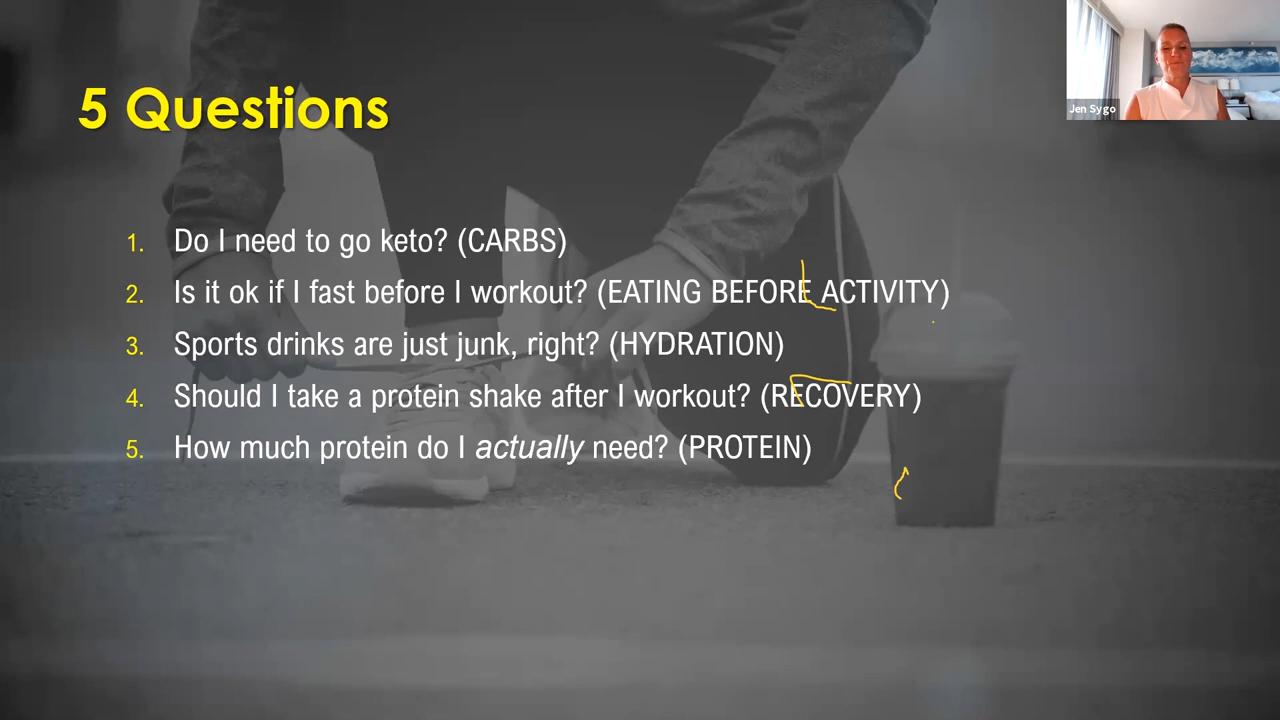 5 Questions
Jen Sygo
1. Do I need to go keto? (CARBS)
2. Is it ok if I fast before I workout? (EATING BEFORE ACTIVITY)
3. Sports drinks are just junk, right? (HYDRATION)
4. Should I take a protein shake after I workout? (RECOVERY)
5. How much protein do I actually need? (PROTEIN)